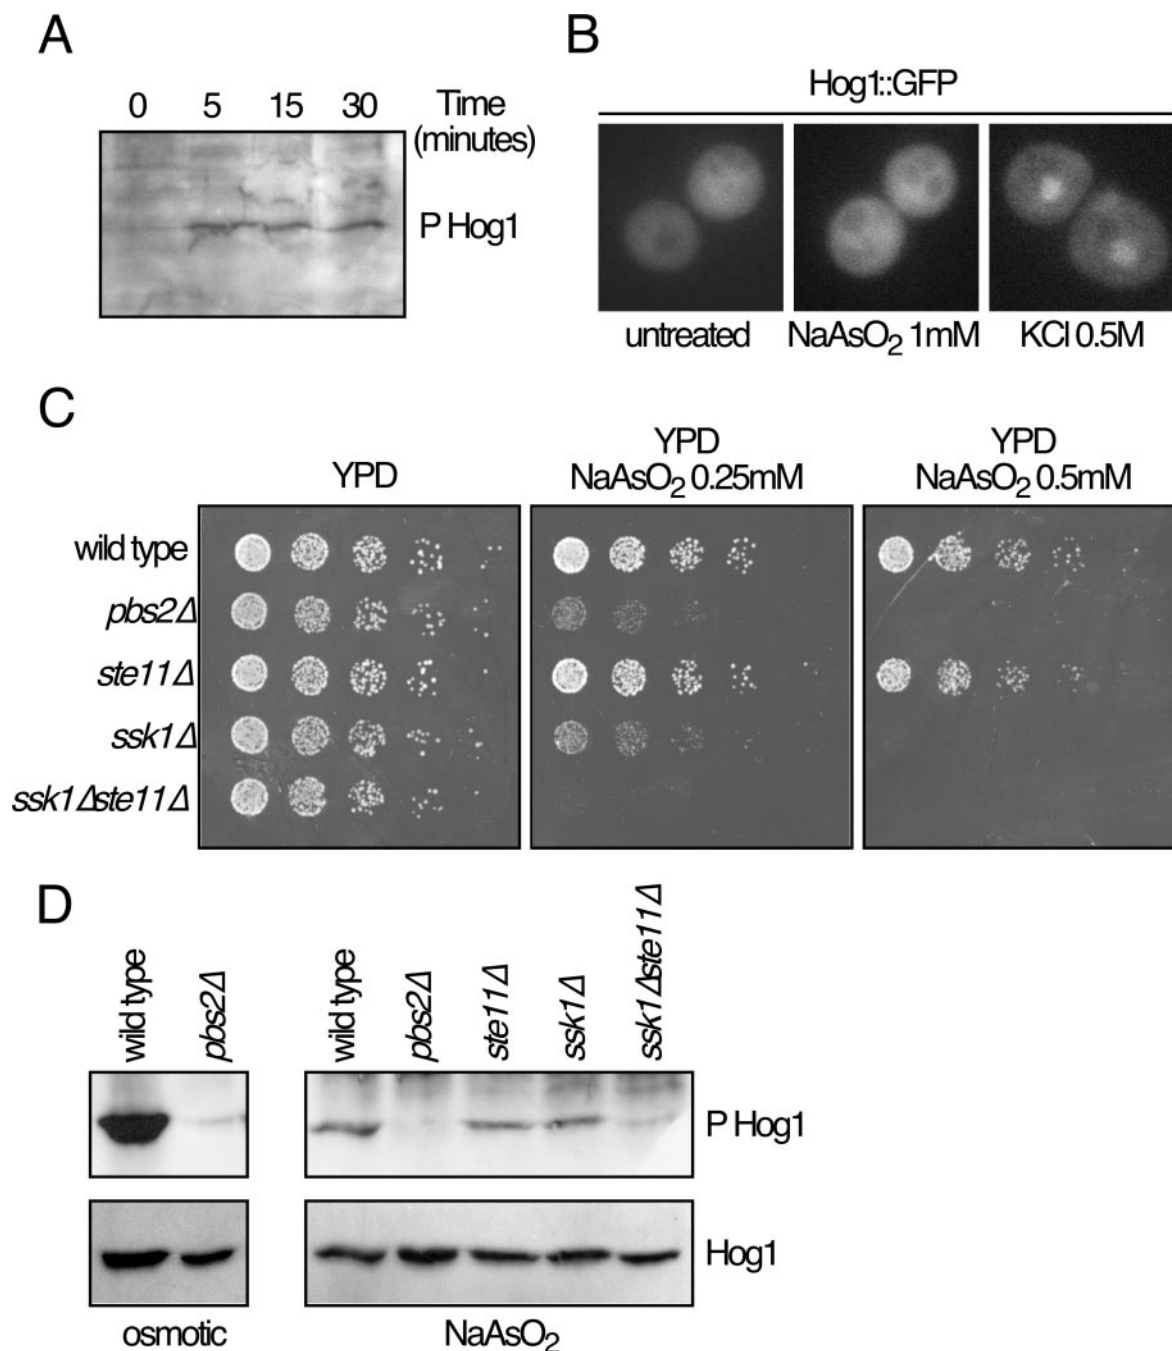 A
0 5 15 30 Time
(minutes)
P Hog1
B
Hog1::GFP
untreated NaAsO2 1mM KCl 0.5M
C
YPD
YPD
NaAsO2 0.25mM
YPD
NaAsO2 0.5mM
wild type
pbs2Δ
ste11Δ
ssk1Δ
ssk1Δste11Δ
D
wild type
pbs2Δ
wild type
pbs2Δ
ste11Δ
ssk1Δ
ssk1Δste11Δ
P Hog1
Hog1
osmotic
NaAsO2